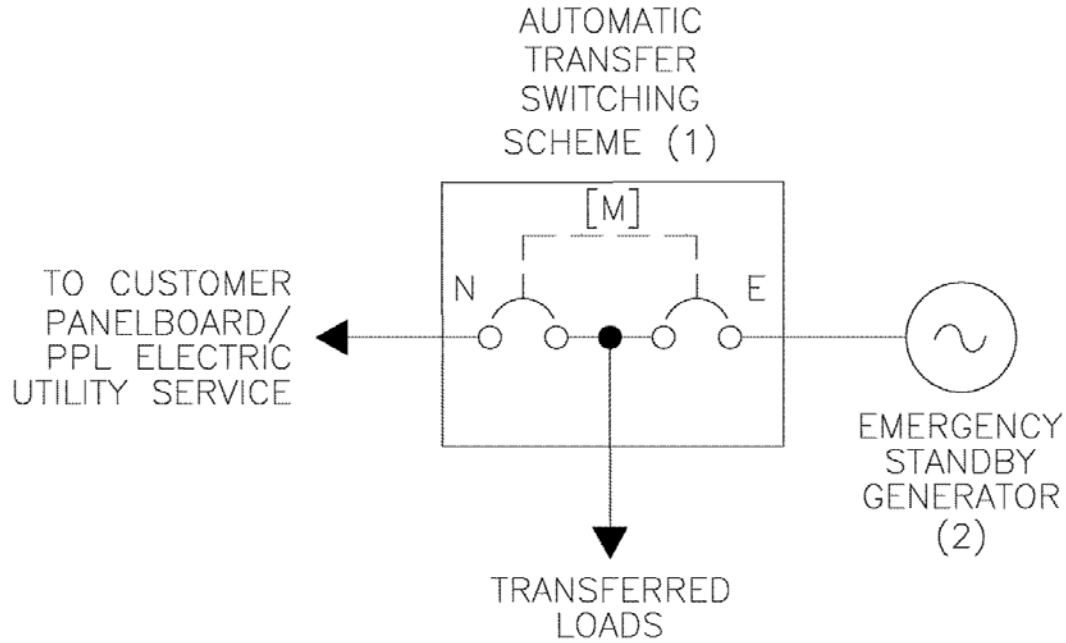 AUTOMATIC
TRANSFER
SWITCHING
SCHEME (1)
[M]
N
E
TO CUSTOMER
PANELBOARD/
PPL ELECTRIC
UTILITY SERVICE
EMERGENCY
STANDBY
GENERATOR
(2)
TRANSFERRED
LOADS